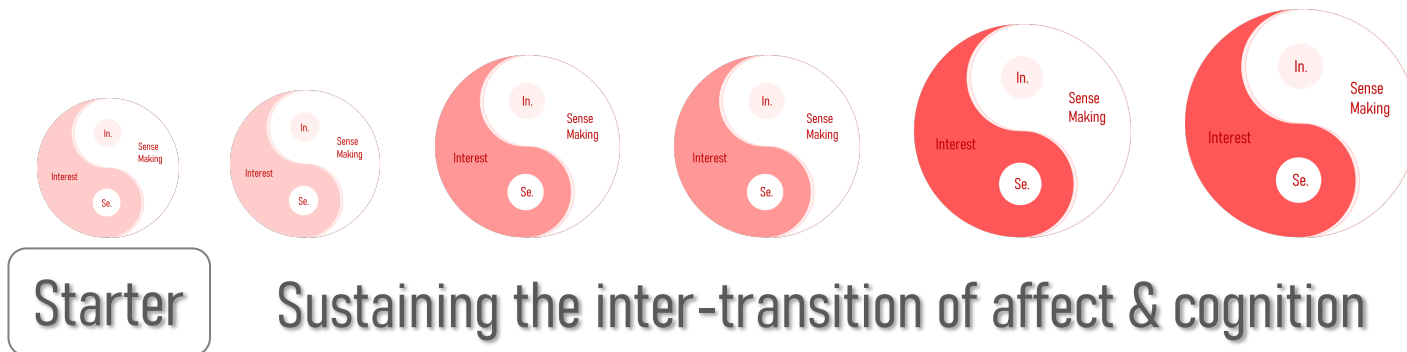 In.
Sense
Making
Interest
Se.
In.
Sense
Making
Interest
Se.
In.
Sense
Making
Interest
Se.
In.
Sense
Making
Interest
Se.
In.
Sense
Making
Interest
Se.
In.
Sense
Making
Interest
Se.
Starter
Sustaining the inter-transition of affect & cognition